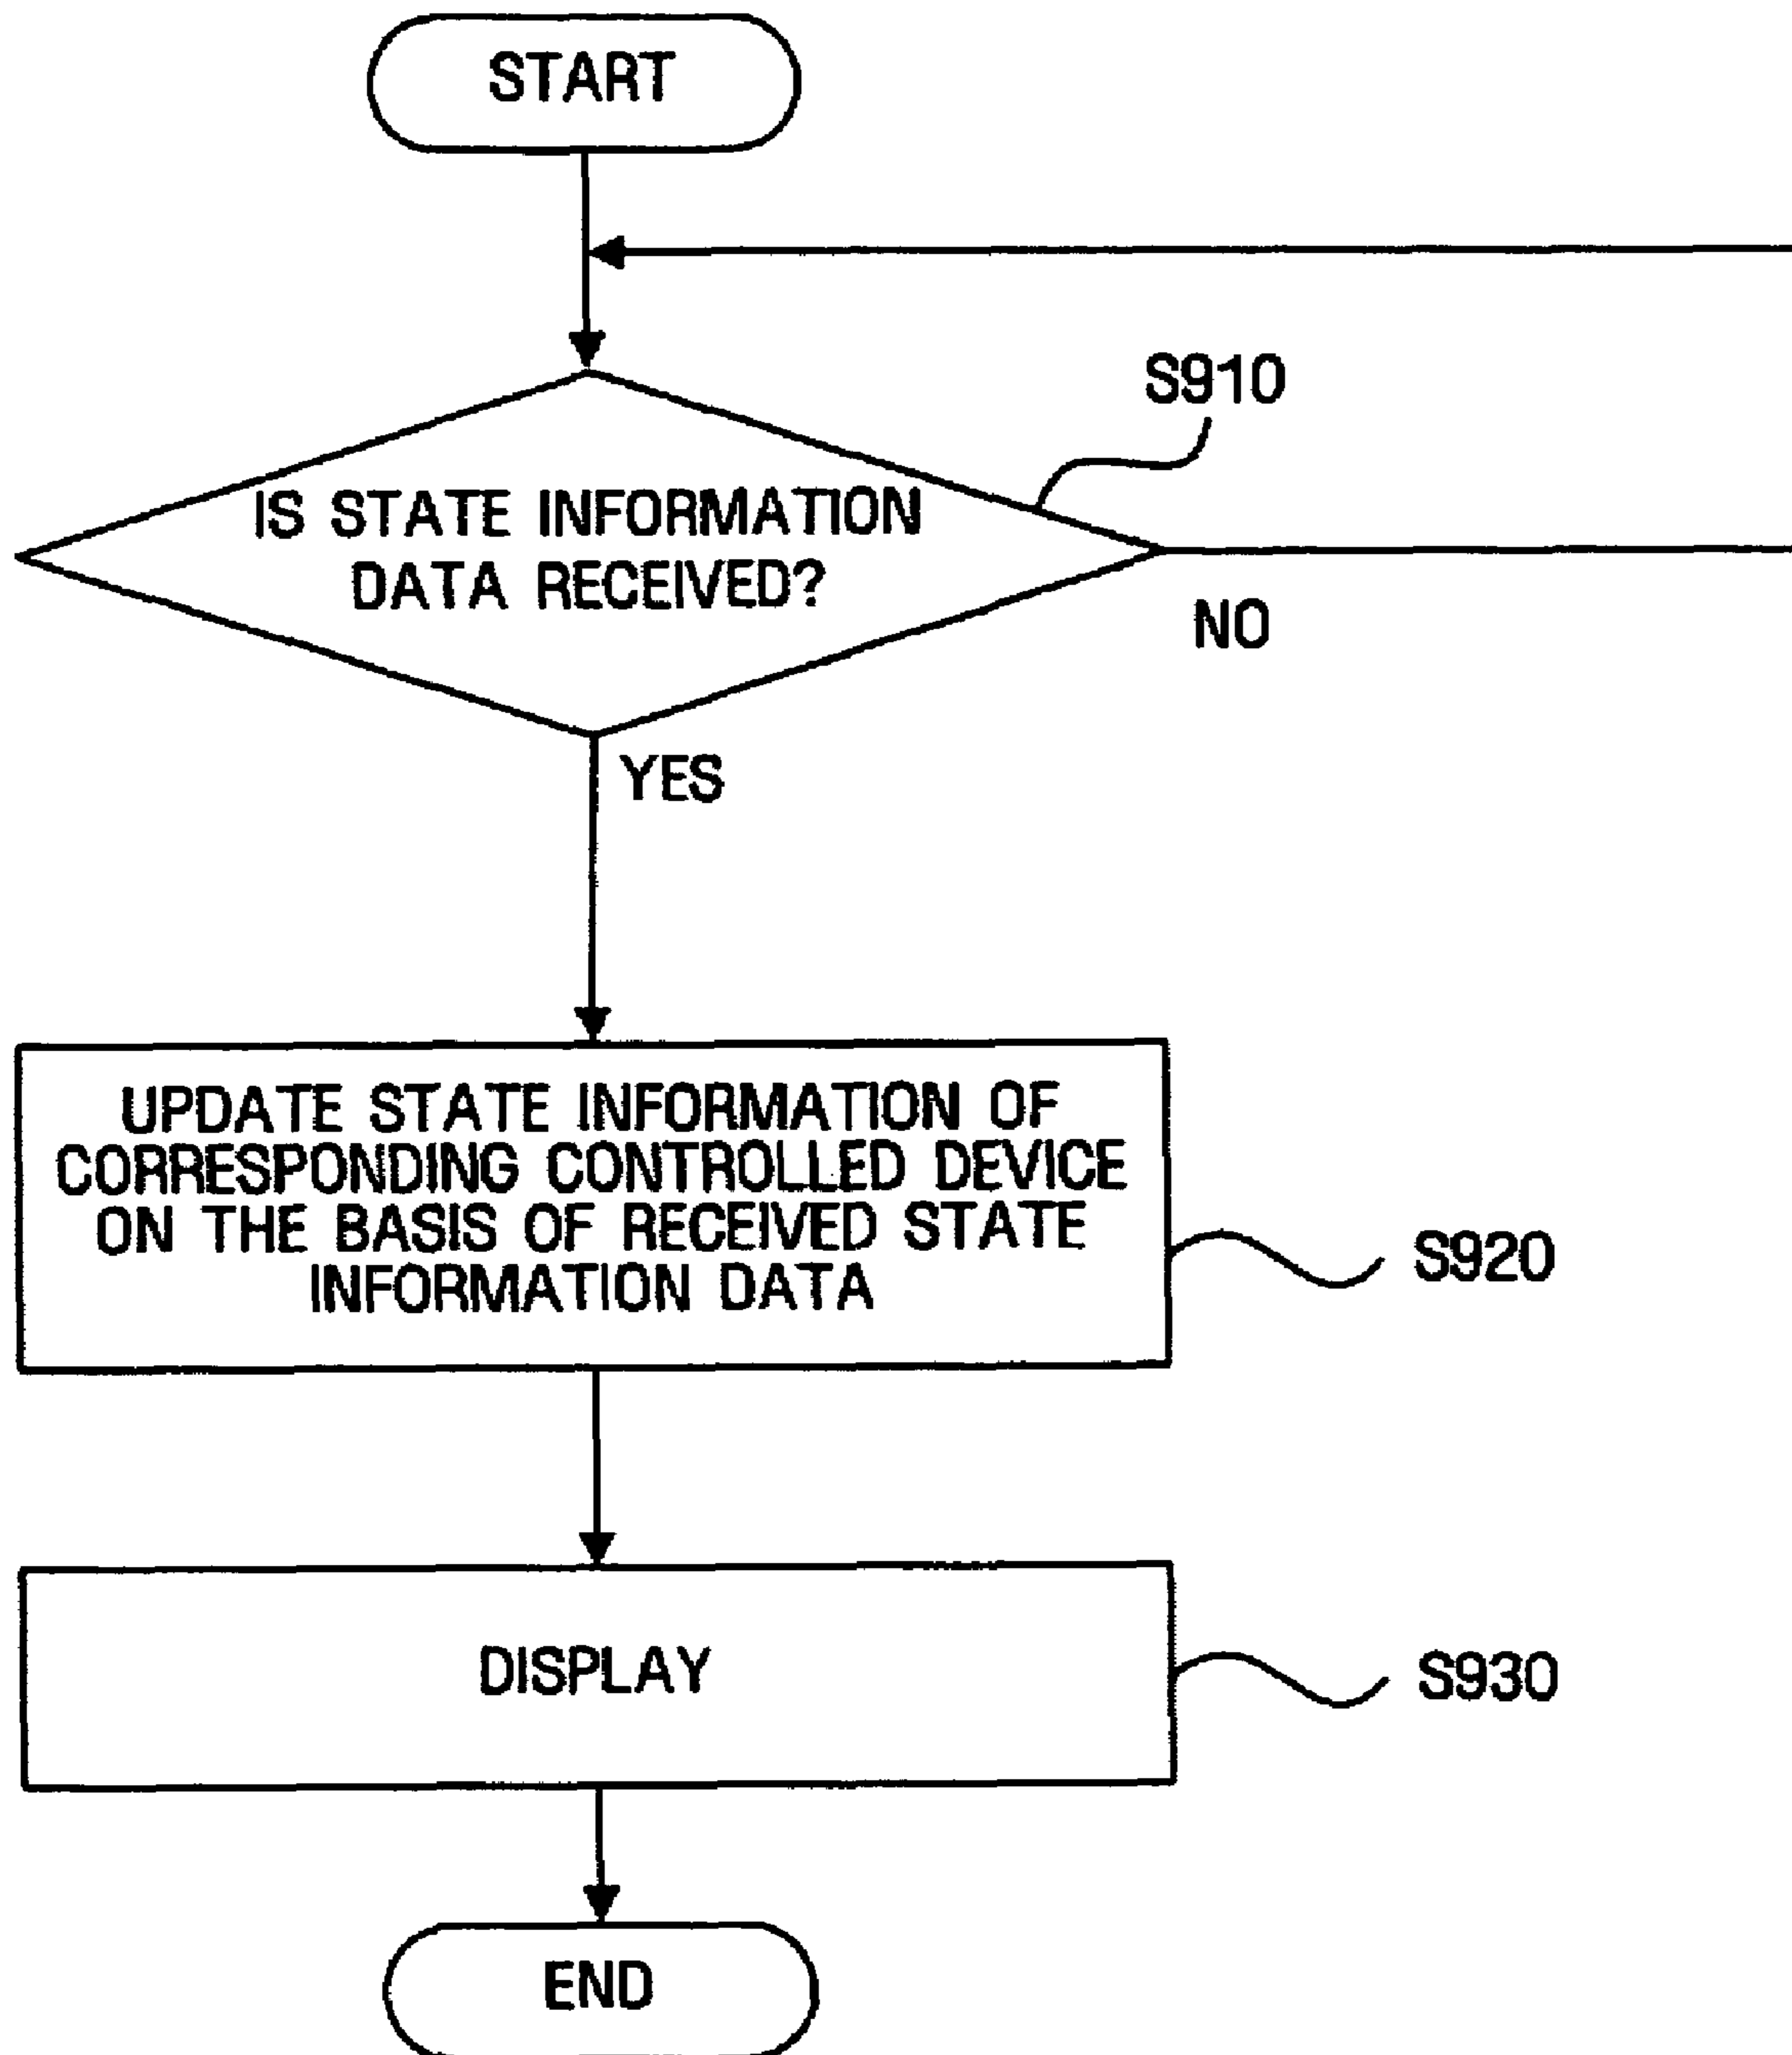 START
S910
IS STATE INFORMATION
DATA RECEIVED?
NO
YES
UPDATE STATE INFORMATION OF
CORRESPONDING CONTROLLED DEVICE
ON THE BASIS OF RECEIVED STATE
INFORMATION DATA
S920
DISPLAY
S930
END